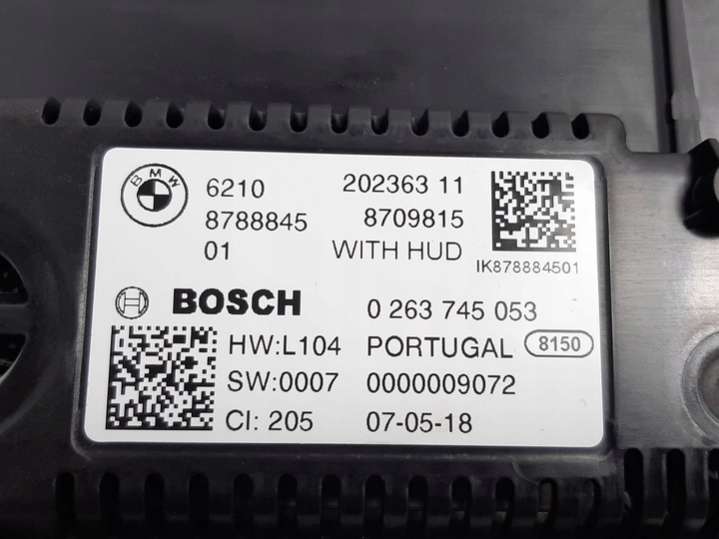 BMW
6210 202363 11
8788845 8709815
01 WITH HUD
IK878884501
BOSCH 0 263 745 053
HW:L104 PORTUGAL 8150
SW:0007 0000009072
CI: 205 07-05-18